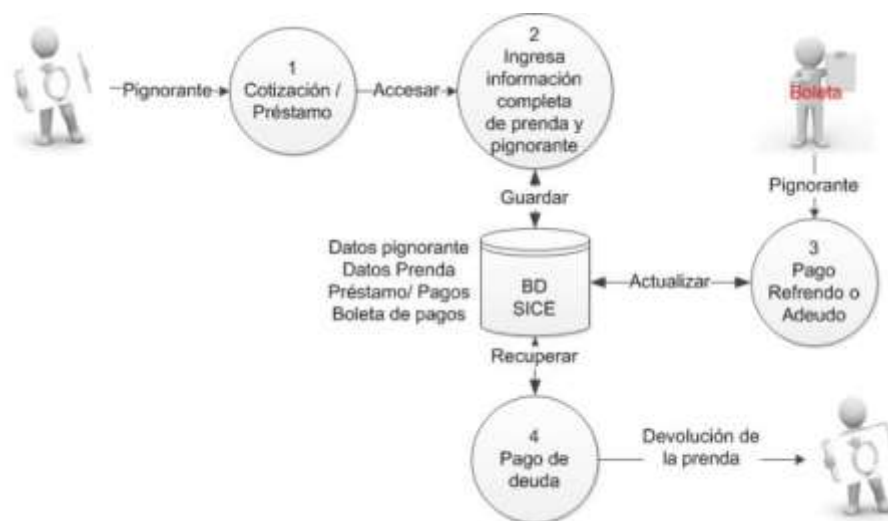 Pignorante
1
Cotización /
Préstamo
Accesar
2
Ingresa
información
completa
de prenda y
pignorante
Boleta
Pignorante
Guardar
Datos pignorante
Datos Prenda
Préstamo/ Pagos
Boleta de pagos
BD
SICE
Actualizar
3
Pago
Refrendo o
Adeudo
Recuperar
4
Pago de
deuda
Devolución de
la prenda